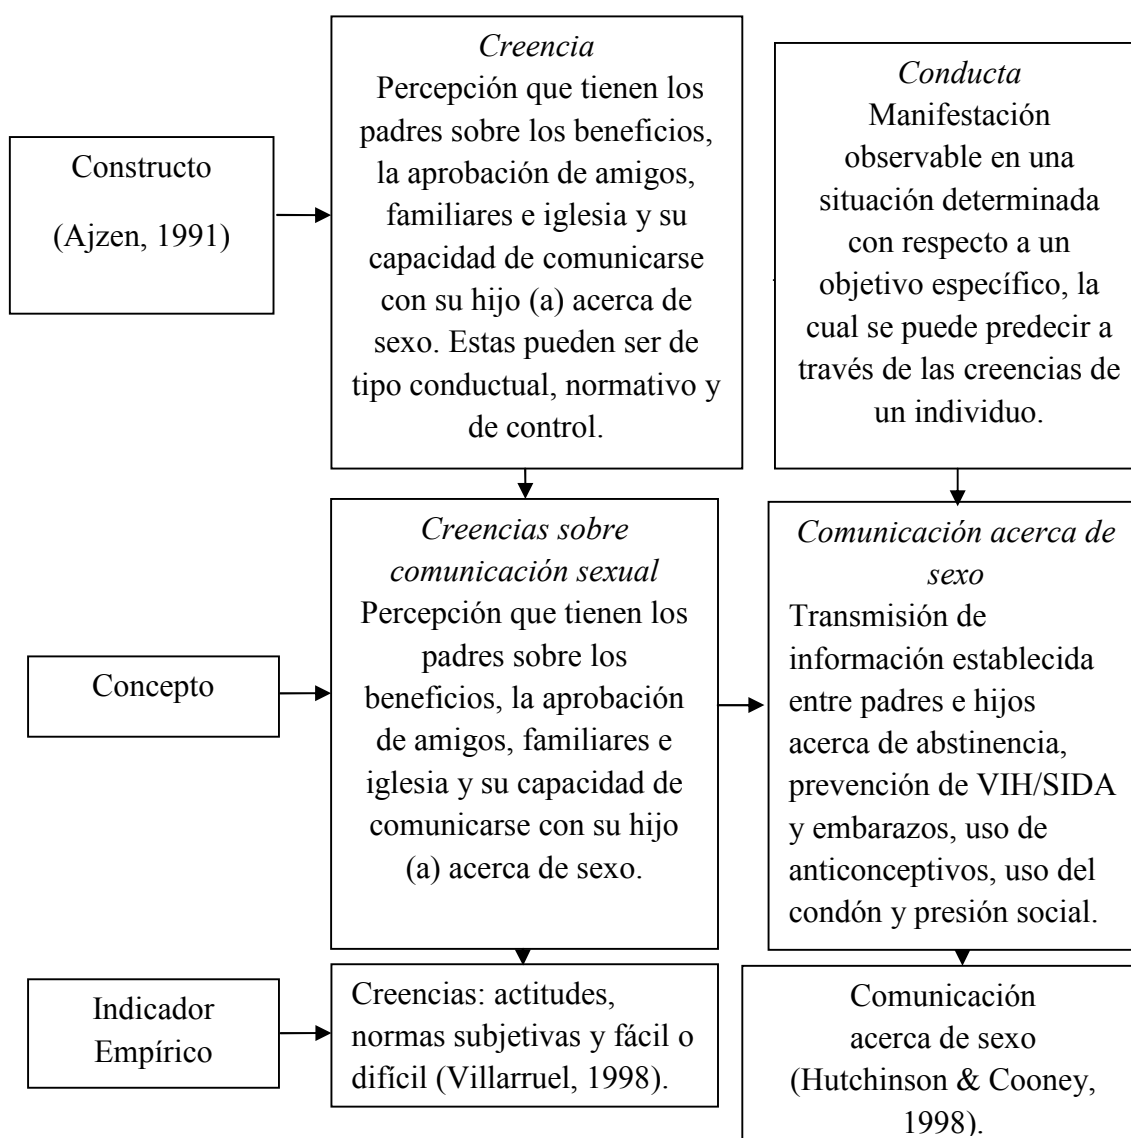 Constructo
(Ajzen, 1991)
Creencia
Percepción que tienen los
padres sobre los beneficios,
la aprobación de amigos,
familiares e iglesia y su
capacidad de comunicarse
con su hijo (a) acerca de
sexo. Estas pueden ser de
tipo conductual, normativo y
de control.
Conducta
Manifestación
observable en una
situación determinada
con respecto a un
objetivo específico, la
cual se puede predecir a
través de las creencias de
un individuo.
Concepto
Creencias sobre
comunicación sexual
Percepción que tienen los
padres sobre los
beneficios, la aprobación
de amigos, familiares e
iglesia y su capacidad de
comunicarse con su hijo
(a) acerca de sexo.
Comunicación acerca de
sexo
Transmisión de
información establecida
entre padres e hijos
acerca de abstinencia,
prevención de VIH/SIDA
y embarazos, uso de
anticonceptivos, uso del
condón y presión social.
Indicador
Empírico
Creencias: actitudes,
normas subjetivas y fácil o
difícil (Villarruel, 1998).
Comunicación
acerca de sexo
(Hutchinson & Cooney,
1998).